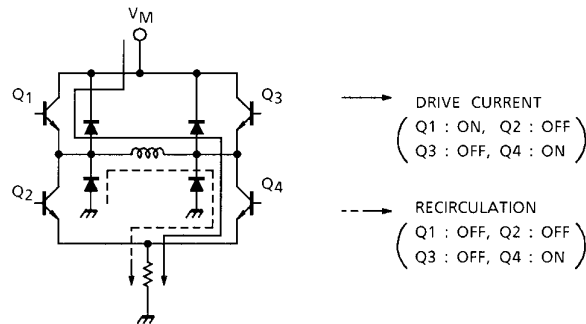 VM
Q1
Q3
Q2
Q4
DRIVE CURRENT
(Q1 : ON, Q2 : OFF
Q3 : OFF, Q4 : ON)
RECIRCULATION
(Q1 : OFF, Q2 : OFF
Q3 : OFF, Q4 : ON)